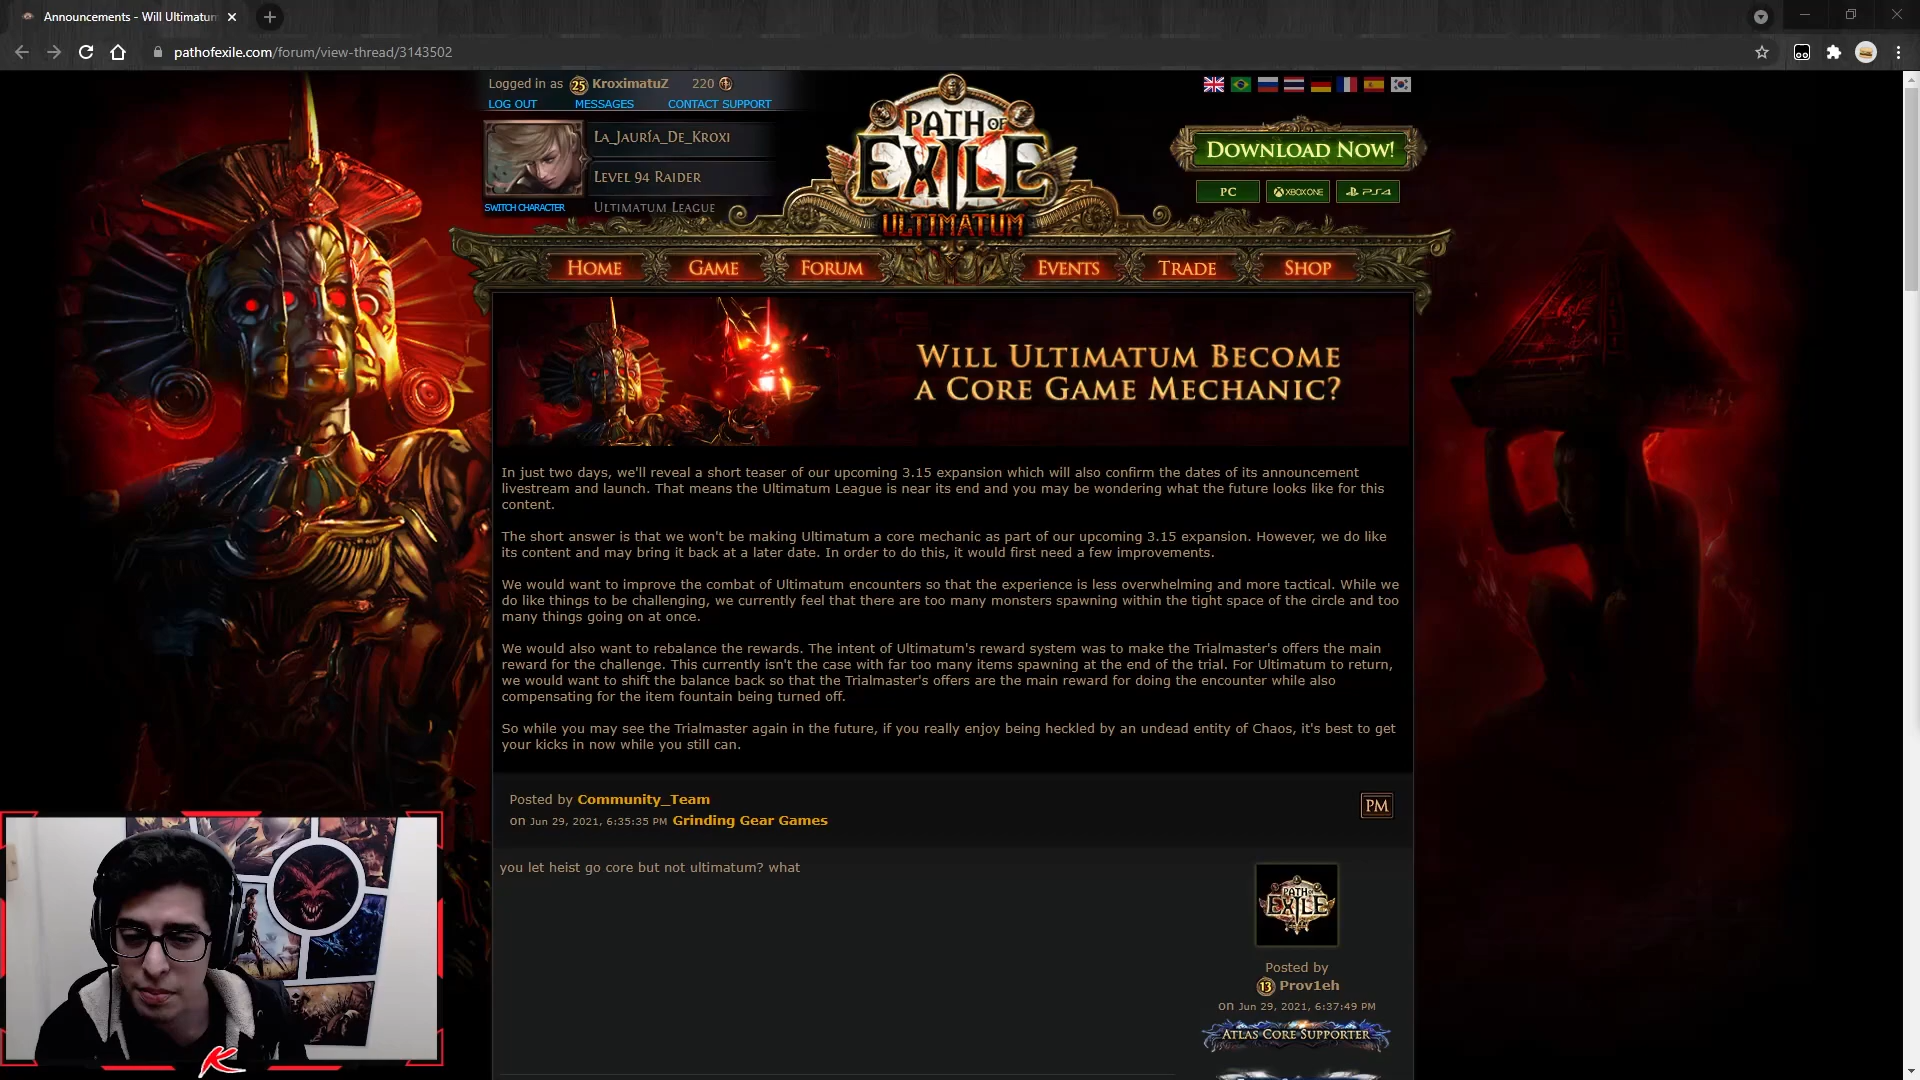 Announcements - Will Ultimatum
pathofexile.com/forum/view-thread/3143502
Logged in as 25 KroximatuZ 220
LOG OUT MESSAGES CONTACT SUPPORT
La_Jauría_De_Kroxi
Level 94 Raider
SWITCH CHARACTER Ultimatum League
PATH OF
EXILE
ULTIMATUM
Download Now!
PC XBOX ONE PS4
Home Game Forum Events Trade Shop
Will Ultimatum Become
a Core Game Mechanic?
In just two days, we'll reveal a short teaser of our upcoming 3.15 expansion which will also confirm the dates of its announcement
livestream and launch. That means the Ultimatum League is near its end and you may be wondering what the future looks like for this
content.
The short answer is that we won't be making Ultimatum a core mechanic as part of our upcoming 3.15 expansion. However, we do like
its content and may bring it back at a later date. In order to do this, it would first need a few improvements.
We would want to improve the combat of Ultimatum encounters so that the experience is less overwhelming and more tactical. While we
do like things to be challenging, we currently feel that there are too many monsters spawning within the tight space of the circle and too
many things going on at once.
We would also want to rebalance the rewards. The intent of Ultimatum's reward system was to make the Trialmaster's offers the main
reward for the challenge. This currently isn't the case with far too many items spawning at the end of the trial. For Ultimatum to return,
we would want to shift the balance back so that the Trialmaster's offers are the main reward for doing the encounter while also
compensating for the item fountain being turned off.
So while you may see the Trialmaster again in the future, if you really enjoy being heckled by an undead entity of Chaos, it's best to get
your kicks in now while you still can.
Posted by Community_Team
on Jun 29, 2021, 6:35:35 PM Grinding Gear Games
PM
you let heist go core but not ultimatum? what
PATH OF
EXILE
Posted by
13 Prov1eh
on Jun 29, 2021, 6:37:49 PM
Atlas Core Supporter
K